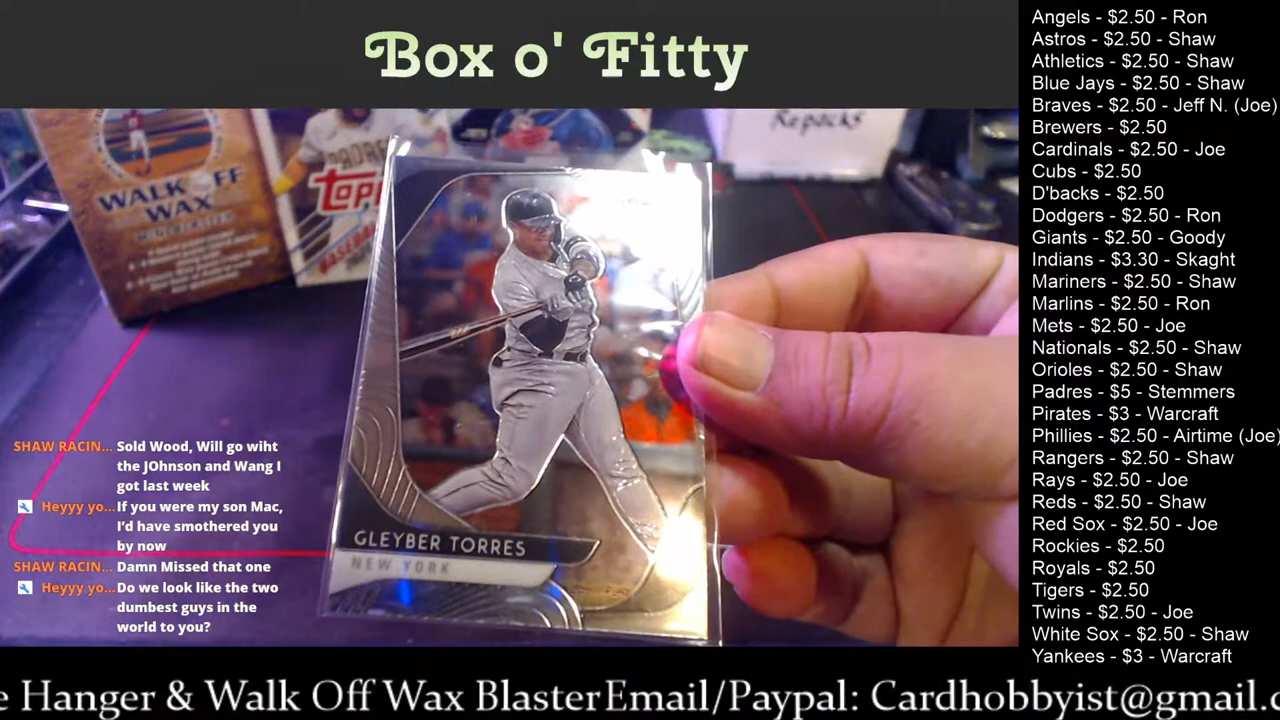 Box o' Fitty
Angels - $2.50 - Ron
Astros - $2.50 - Shaw
Athletics - $2.50 - Shaw
Blue Jays - $2.50 - Shaw
Braves - $2.50 - Jeff N. (Joe)
Brewers - $2.50
Cardinals - $2.50 - Joe
Cubs - $2.50
D'backs - $2.50
Dodgers - $2.50 - Ron
Giants - $2.50 - Goody
Indians - $3.30 - Skaght
Mariners - $2.50 - Shaw
Marlins - $2.50 - Ron
Mets - $2.50 - Joe
Nationals - $2.50 - Shaw
Orioles - $2.50 - Shaw
Padres - $5 - Stemmers
Pirates - $3 - Warcraft
Phillies - $2.50 - Airtime (Joe)
Rangers - $2.50 - Shaw
Rays - $2.50 - Joe
Reds - $2.50 - Shaw
Red Sox - $2.50 - Joe
Rockies - $2.50
Royals - $2.50
Tigers - $2.50
Twins - $2.50 - Joe
White Sox - $2.50 - Shaw
Yankees - $3 - Warcraft
WALK OFF
WAX
PADRES
TOPPS
BASEBALL
Repacks
GLEYBER TORRES
NEW YORK
SHAW RACIN... Sold Wood, Will go wiht
the JOhnson and Wang I
got last week
Heyyy yo... If you were my son Mac,
I'd have smothered you
by now
SHAW RACIN... Damn Missed that one
Heyyy yo... Do we look like the two
dumbest guys in the
world to you?
e Hanger & Walk Off Wax Blaster Email/Paypal: Cardhobbyist@gmail.c